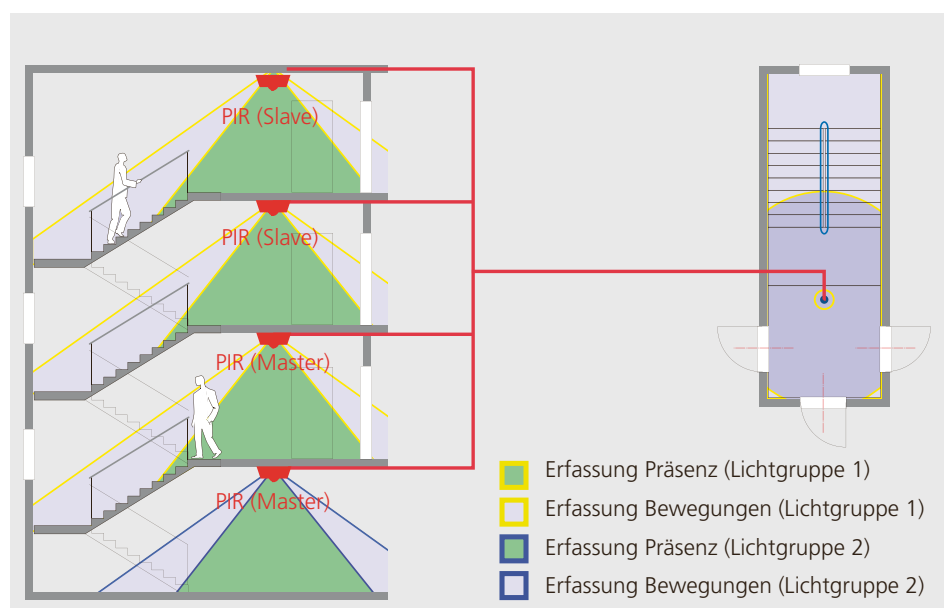 PIR (Slave)
PIR (Slave)
PIR (Master)
PIR (Master)
Erfassung Präsenz (Lichtgruppe 1)
Erfassung Bewegungen (Lichtgruppe 1)
Erfassung Präsenz (Lichtgruppe 2)
Erfassung Bewegungen (Lichtgruppe 2)